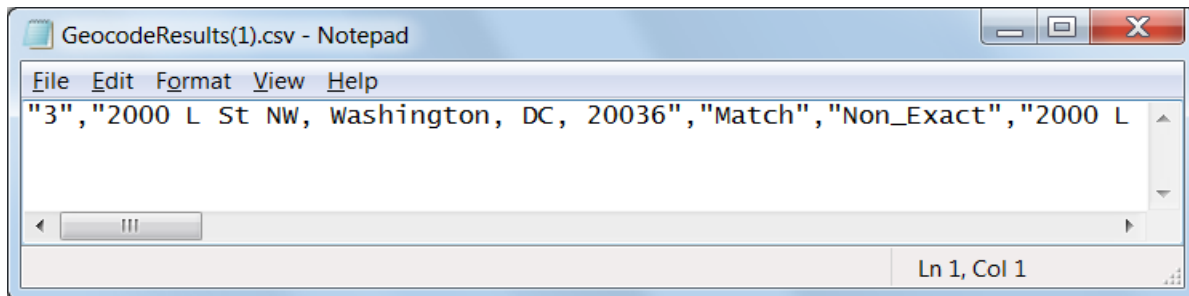 GeocodeResults(1).csv - Notepad
File Edit Format View Help
"3","2000 L St NW, Washington, DC, 20036","Match","Non_Exact","2000 L
Ln 1, Col 1